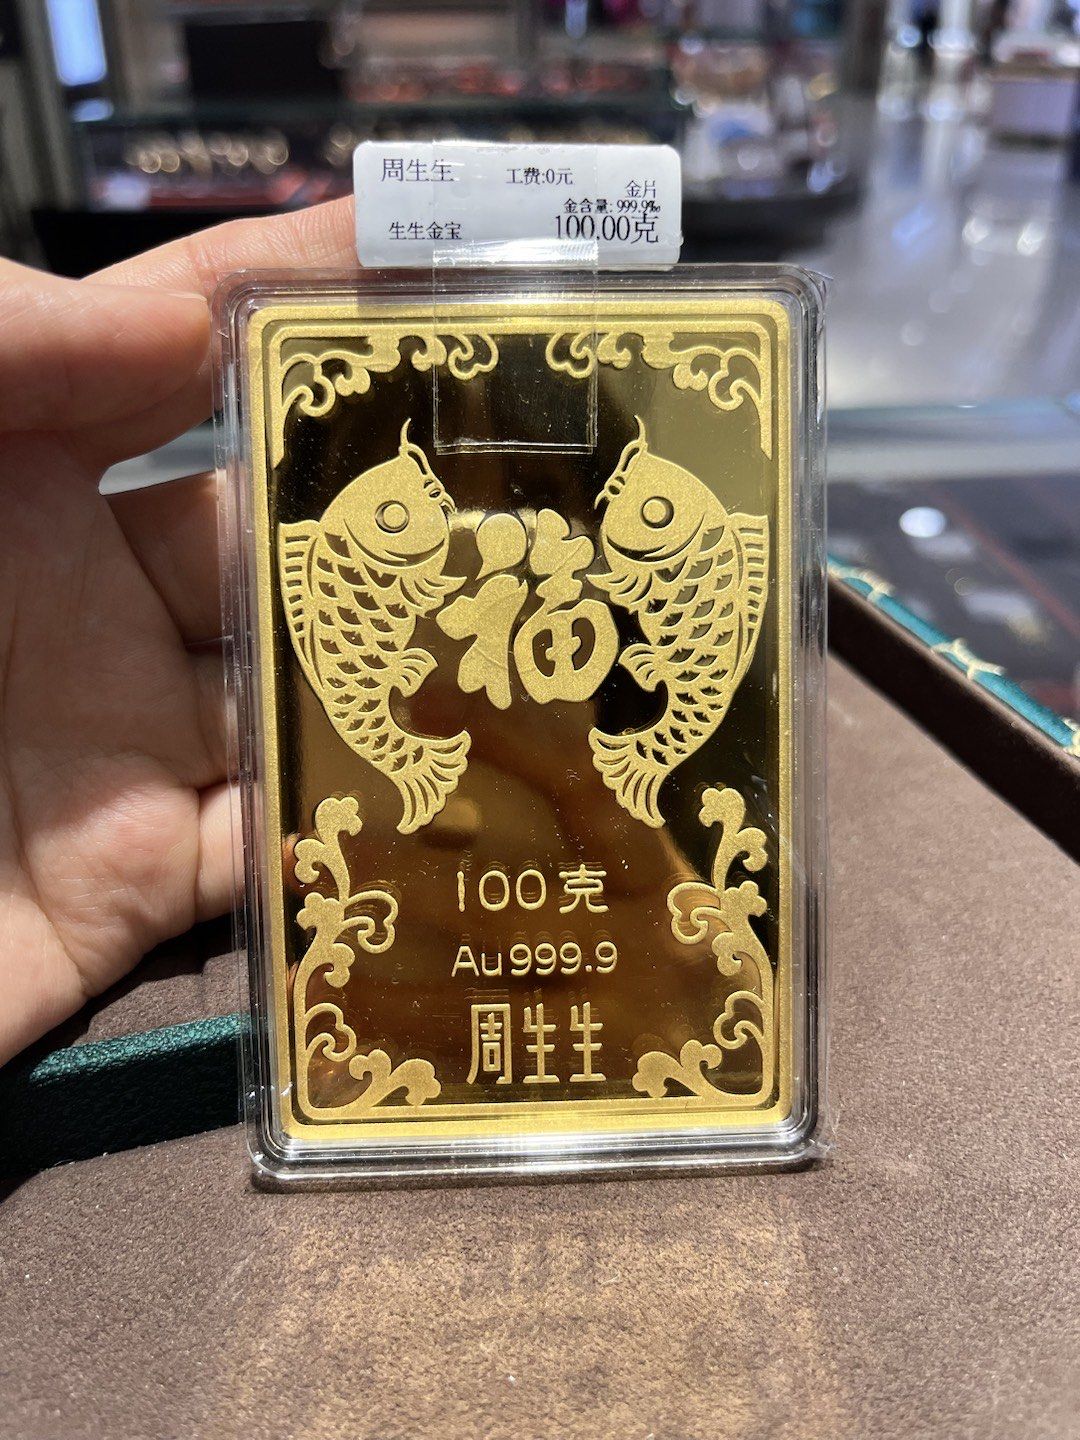 周生生 工费:0元
金片
金含量: 999.9‰
生生金宝 100.00克
福
100克
Au999.9
周生生